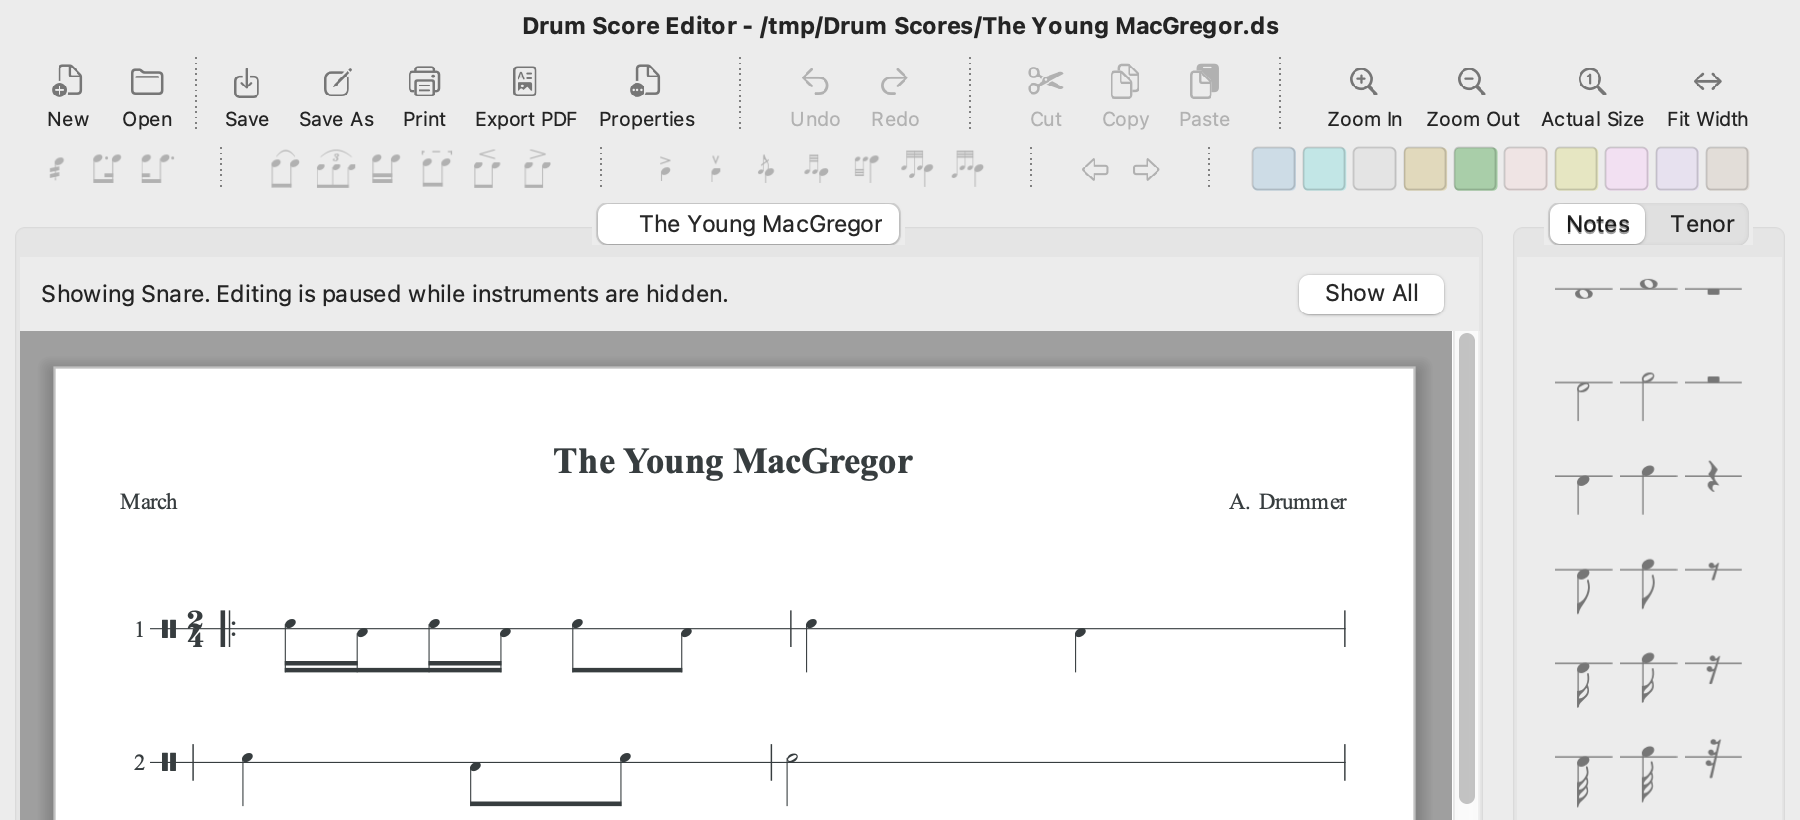 Drum Score Editor - /tmp/Drum Scores/The Young MacGregor.ds
New Open Save Save As Print Export PDF Properties Undo Redo Cut Copy Paste Zoom In Zoom Out Actual Size Fit Width
The Young MacGregor
Notes Tenor
Showing Snare. Editing is paused while instruments are hidden.
Show All
The Young MacGregor
March
A. Drummer
1
2
4
2